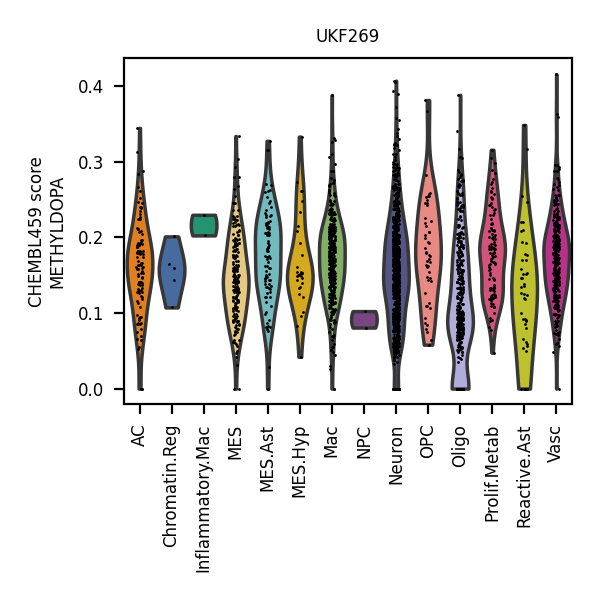 UKF269
CHEMBL459 score
METHYLDOPA
0.4
0.3
0.2
0.1
0.0
AC
Chromatin.Reg
Inflammatory.Mac
MES
MES.Ast
MES.Hyp
Mac
NPC
Neuron
OPC
Oligo
Prolif.Metab
Reactive.Ast
Vasc